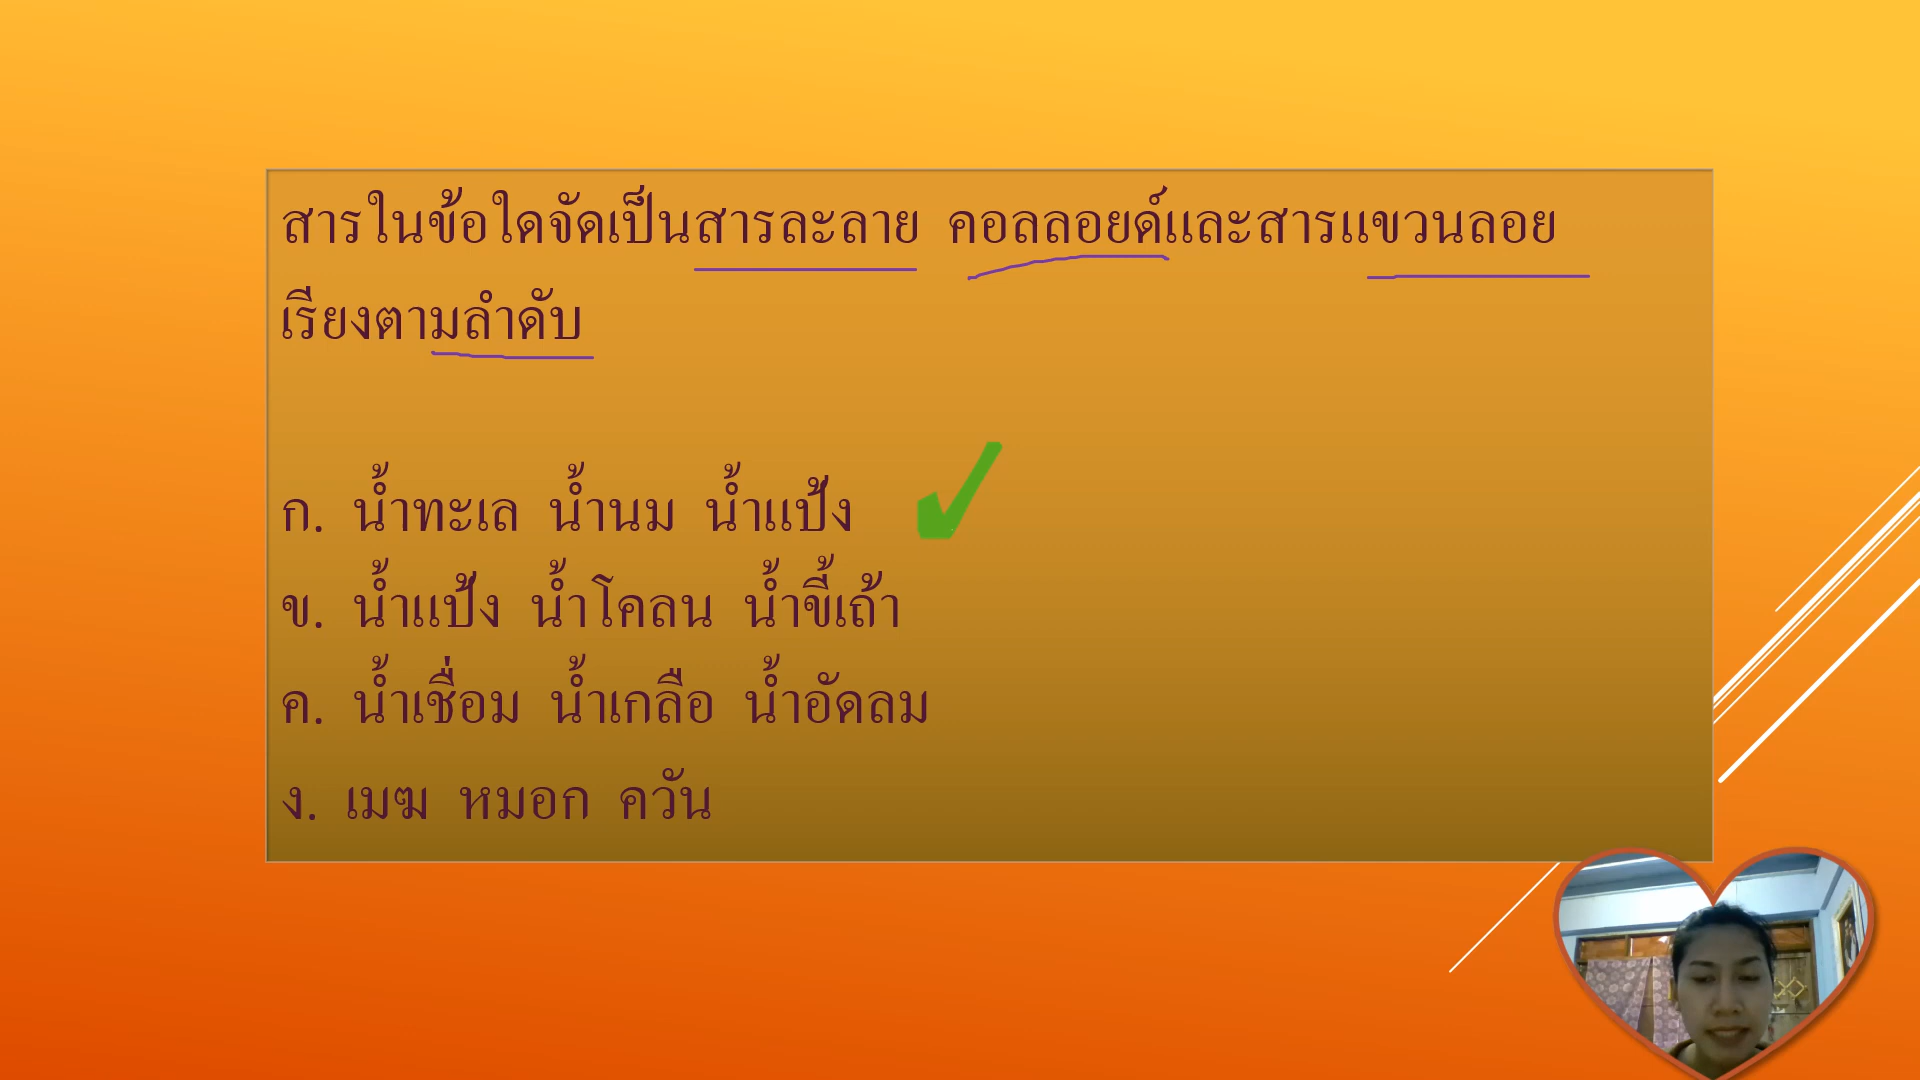 สารในข้อใดจัดเป็นสารละลาย คอลลอยด์และสารแขวนลอย
เรียงตามลำดับ
ก. น้ำทะเล น้ำนม น้ำแป้ง
ข. น้ำแป้ง น้ำโคลน น้ำขี้เถ้า
ค. น้ำเชื่อม น้ำเกลือ น้ำอัดลม
ง. เมฆ หมอก ควัน